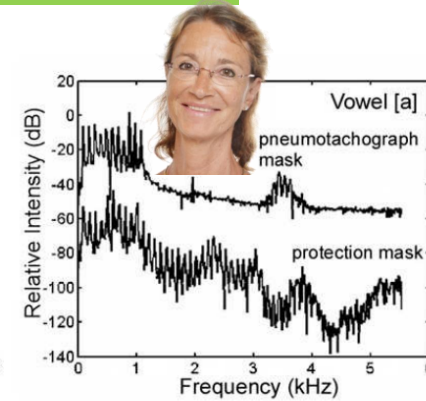 Relative Intensity (dB)
20
0
-20
-40
-60
-80
-100
-120
-140
Vowel [a]
pneumotachograph
mask
protection mask
0
1
2
3
4
5
Frequency (kHz)